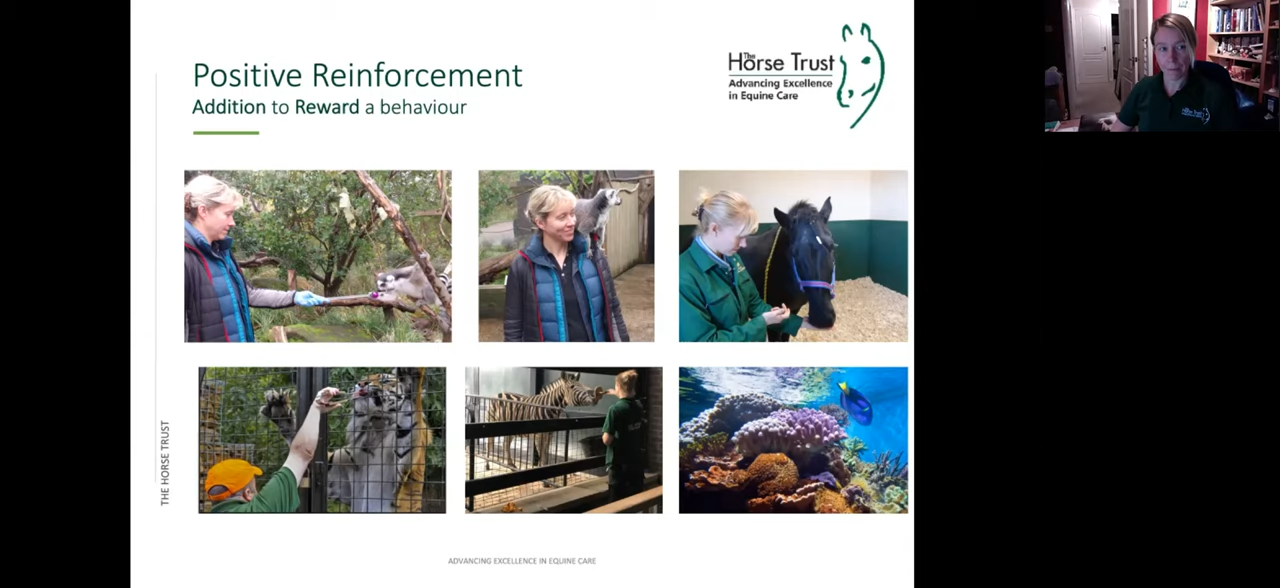 Positive Reinforcement
Addition to Reward a behaviour
The
Horse Trust
Advancing Excellence
in Equine Care
THE HORSE TRUST
ADVANCING EXCELLENCE IN EQUINE CARE